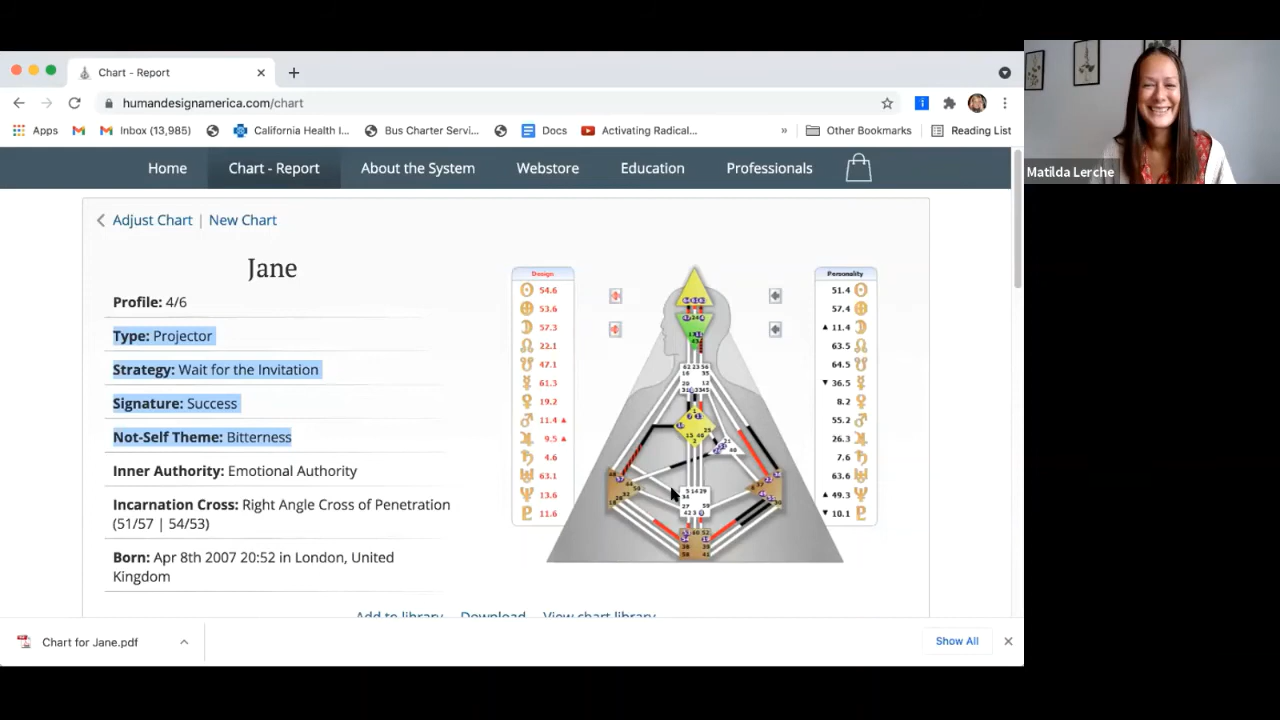 Chart - Report
humandesignamerica.com/chart
Apps
Inbox (13,985)
California Health I...
Bus Charter Servi...
Docs
Activating Radical...
»
Other Bookmarks
Reading List
Matilda Lerche
Home
Chart - Report
About the System
Webstore
Education
Professionals
Adjust Chart | New Chart
Jane
Profile: 4/6
Type: Projector
Strategy: Wait for the Invitation
Signature: Success
Not-Self Theme: Bitterness
Inner Authority: Emotional Authority
Incarnation Cross: Right Angle Cross of Penetration
(51/57 | 54/53)
Born: Apr 8th 2007 20:52 in London, United
Kingdom
Design
54.6
53.6
57.3
22.1
47.1
61.3
19.2
11.4
9.5
4.6
63.1
13.6
11.6
Personality
51.4
57.4
11.4
63.5
64.5
36.5
8.2
55.2
26.3
7.6
63.6
49.3
10.1
Add to library
Download
View chart library
Chart for Jane.pdf
Show All